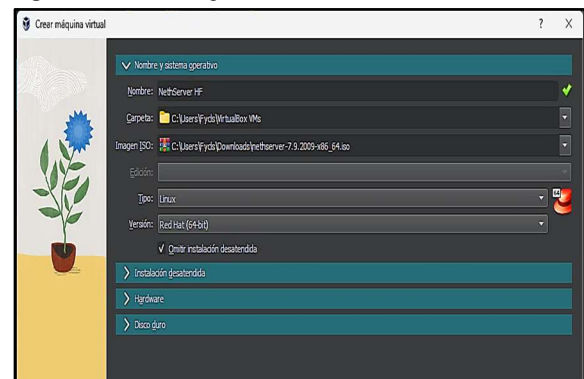 Crear máquina virtual ? X
Nombre y sistema operativo
Nombre: NethServer HF
Carpeta: C:\Users\Fyds\VirtualBox VMs
Imagen ISO: C:\Users\Fyds\Downloads\nethserver-7.9.2009-x86_64.iso
Edición:
Tipo: Linux
64
Versión: Red Hat (64-bit)
Omitir instalación desatendida
Instalación desatendida
Hardware
Disco duro